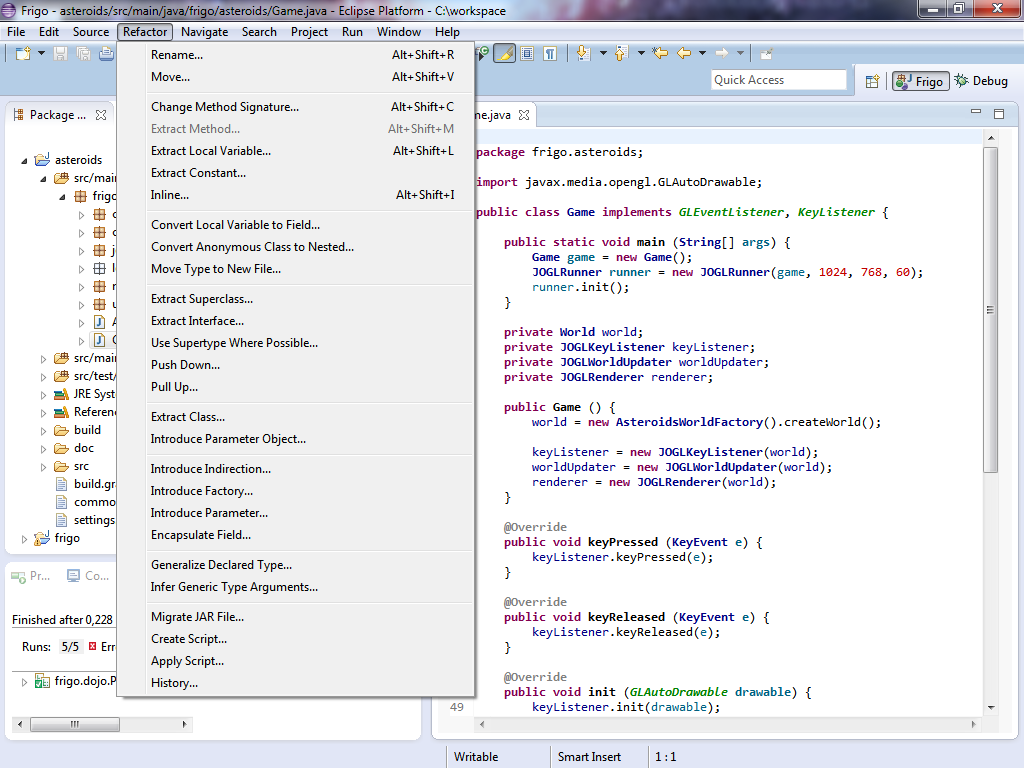 Frigo - asteroids/src/main/java/frigo/asteroids/Game.java - Eclipse Platform - C:\workspace
File Edit Source Refactor Navigate Search Project Run Window Help
Quick Access
Frigo
Debug
Package ...
asteroids
src/mai
frigo
src/mai
src/test/
JRE Syst
Referenc
build
doc
src
build.gra
commo
settings
frigo
Pr...
Co...
Finished after 0,228
Runs: 5/5
Err
frigo.dojo.P
Rename... Alt+Shift+R
Move... Alt+Shift+V
Change Method Signature... Alt+Shift+C
Extract Method... Alt+Shift+M
Extract Local Variable... Alt+Shift+L
Extract Constant...
Inline... Alt+Shift+I
Convert Local Variable to Field...
Convert Anonymous Class to Nested...
Move Type to New File...
Extract Superclass...
Extract Interface...
Use Supertype Where Possible...
Push Down...
Pull Up...
Extract Class...
Introduce Parameter Object...
Introduce Indirection...
Introduce Factory...
Introduce Parameter...
Encapsulate Field...
Generalize Declared Type...
Infer Generic Type Arguments...
Migrate JAR File...
Create Script...
Apply Script...
History...
me.java
package frigo.asteroids;
import javax.media.opengl.GLAutoDrawable;
public class Game implements GLEventListener, KeyListener {
public static void main (String[] args) {
Game game = new Game();
JOGLRunner runner = new JOGLRunner(game, 1024, 768, 60);
runner.init();
}
private World world;
private JOGLKeyListener keyListener;
private JOGLWorldUpdater worldUpdater;
private JOGLRenderer renderer;
public Game () {
world = new AsteroidsWorldFactory().createWorld();
keyListener = new JOGLKeyListener(world);
worldUpdater = new JOGLWorldUpdater(world);
renderer = new JOGLRenderer(world);
}
@Override
public void keyPressed (KeyEvent e) {
keyListener.keyPressed(e);
}
@Override
public void keyReleased (KeyEvent e) {
keyListener.keyReleased(e);
}
@Override
public void init (GLAutoDrawable drawable) {
49 keyListener.init(drawable);
Writable
Smart Insert
1 : 1